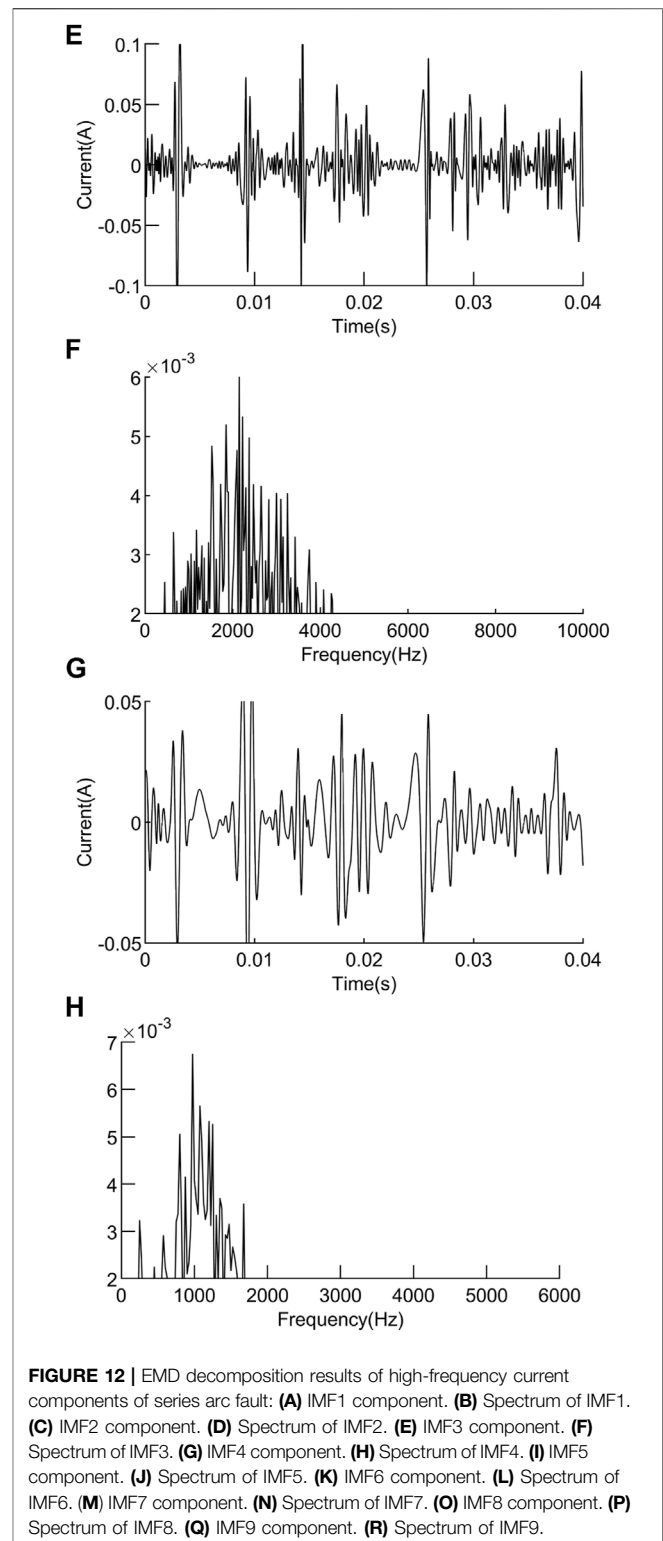 E
0.1
0.05
0
-0.05
-0.1
Current(A)
0 0.01 0.02 0.03 0.04
Time(s)
F
6 ×10-3
5
4
3
2
0 2000 4000 6000 8000 10000
Frequency(Hz)
G
0.05
0
-0.05
Current(A)
0 0.01 0.02 0.03 0.04
Time(s)
H
7 ×10-3
6
5
4
3
2
0 1000 2000 3000 4000 5000 6000
Frequency(Hz)
FIGURE 12 | EMD decomposition results of high-frequency current
components of series arc fault: (A) IMF1 component. (B) Spectrum of IMF1.
(C) IMF2 component. (D) Spectrum of IMF2. (E) IMF3 component. (F)
Spectrum of IMF3. (G) IMF4 component. (H) Spectrum of IMF4. (I) IMF5
component. (J) Spectrum of IMF5. (K) IMF6 component. (L) Spectrum of
IMF6. (M) IMF7 component. (N) Spectrum of IMF7. (O) IMF8 component. (P)
Spectrum of IMF8. (Q) IMF9 component. (R) Spectrum of IMF9.